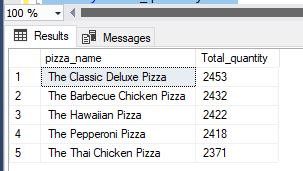 100 %
Results Messages
pizza_name Total_quantity
1 The Classic Deluxe Pizza 2453
2 The Barbecue Chicken Pizza 2432
3 The Hawaiian Pizza 2422
4 The Pepperoni Pizza 2418
5 The Thai Chicken Pizza 2371